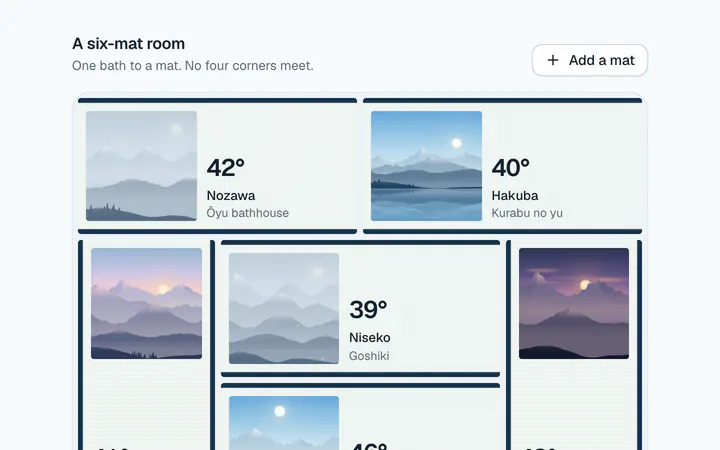 A six-mat room
One bath to a mat. No four corners meet.
+ Add a mat
42°
Nozawa
Ōyu bathhouse
40°
Hakuba
Kurabu no yu
39°
Niseko
Goshiki